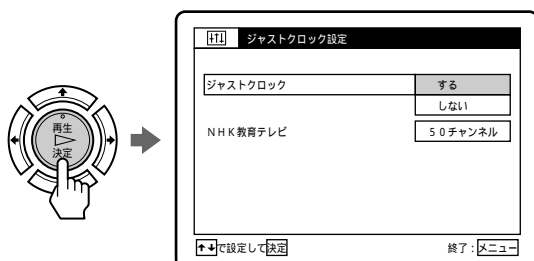 ジャストクロック設定
ジャストクロック
する
しない
NHK教育テレビ
50チャンネル
再生
決定
↑↓で設定して決定
終了:メニュー